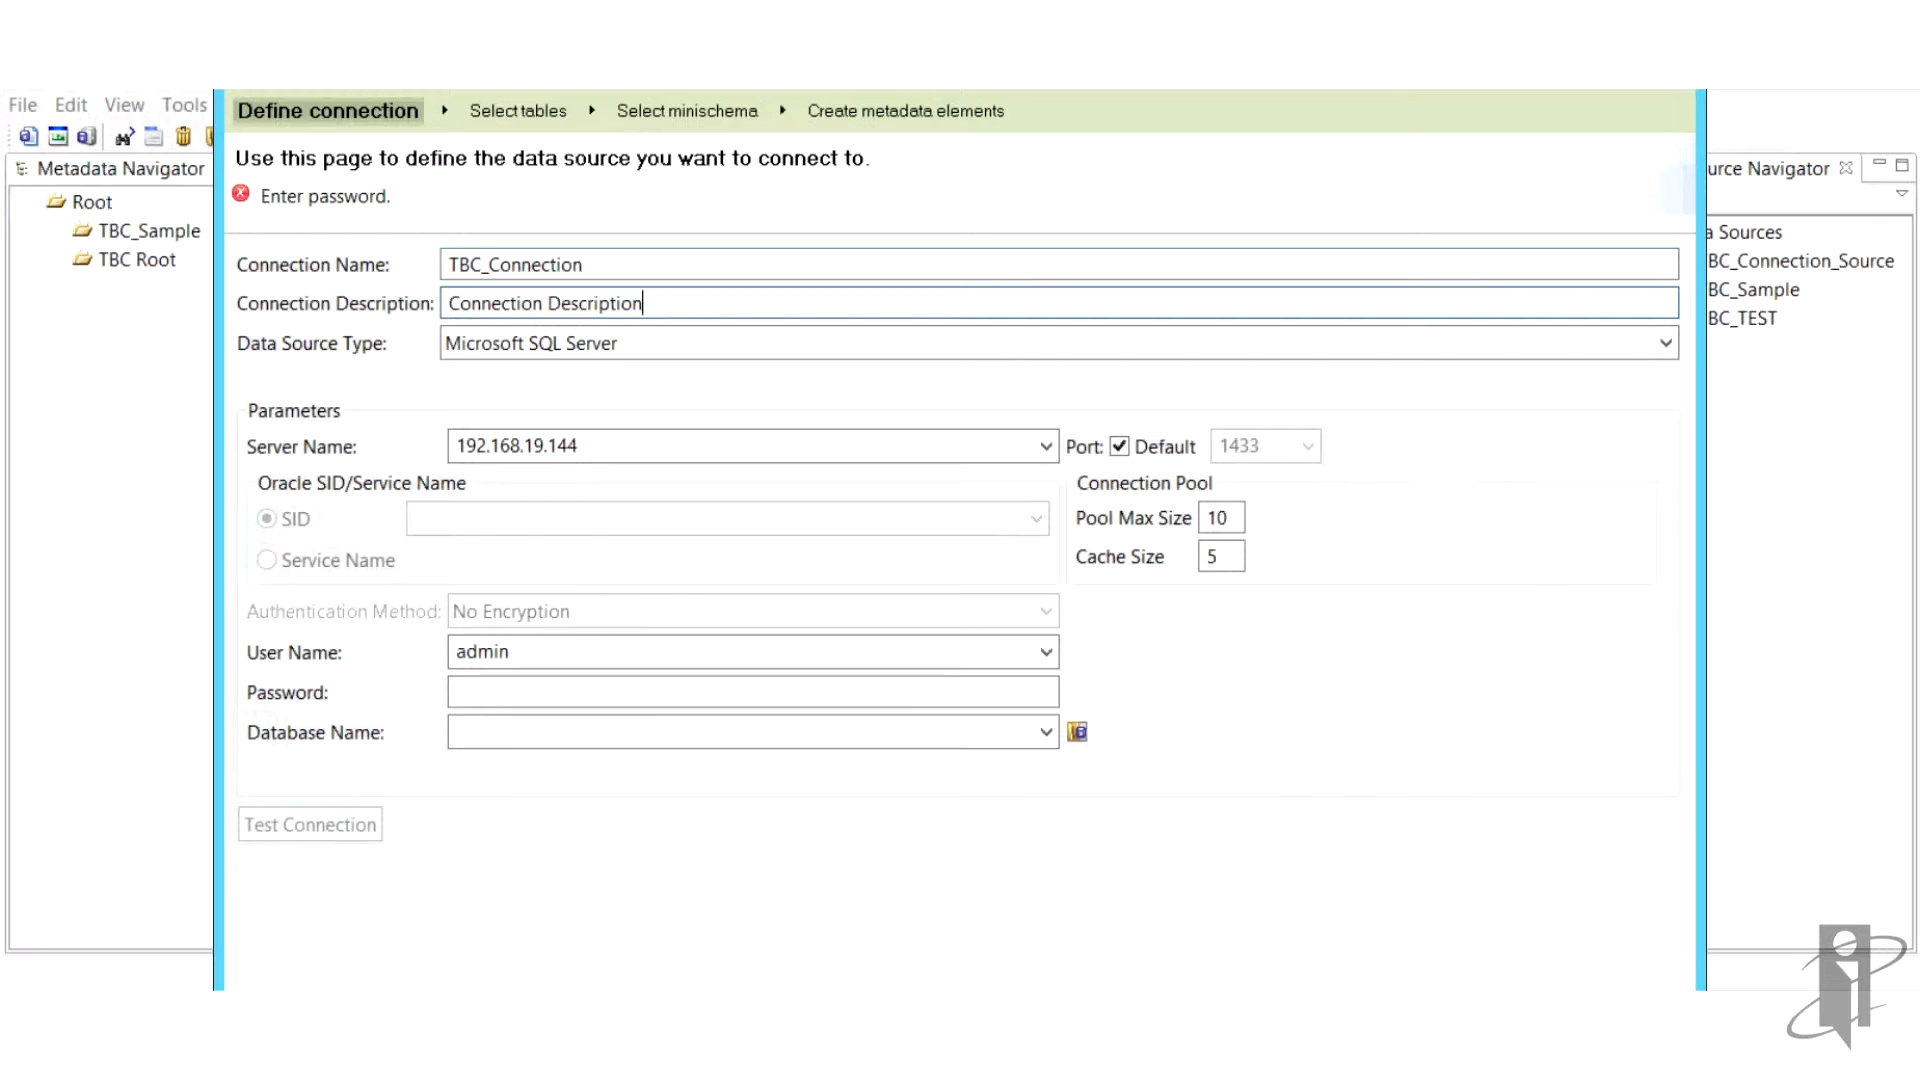 File Edit View Tools
Define connection Select tables Select minischema Create metadata elements
Use this page to define the data source you want to connect to.
Enter password.
Metadata Navigator
Root
TBC_Sample
TBC Root
Connection Name: TBC_Connection
Connection Description: Connection Description
Data Source Type: Microsoft SQL Server
Parameters
Server Name: 192.168.19.144 Port: Default 1433
Oracle SID/Service Name
SID
Service Name
Connection Pool
Pool Max Size 10
Cache Size 5
Authentication Method: No Encryption
User Name: admin
Password:
Database Name:
Test Connection
urce Navigator
a Sources
BC_Connection_Source
BC_Sample
BC_TEST